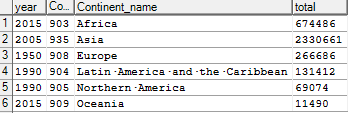 year Co... Continent_name total
1 2015 903 Africa 674486
2 2005 935 Asia 2330661
3 1950 908 Europe 266686
4 1990 904 Latin·America·and·the·Caribbean 131412
5 1990 905 Northern·America 69074
6 2015 909 Oceania 11490